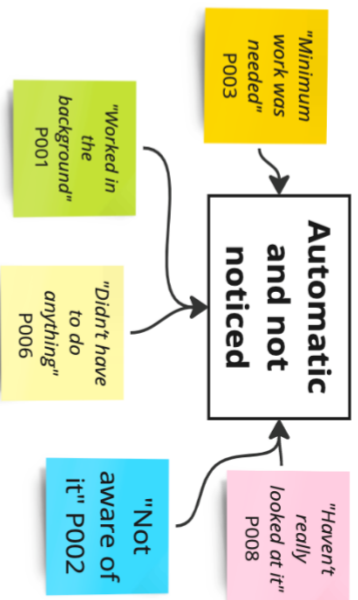 "Minimum
work was
needed"
P003
Automatic
and not
noticed
"Haven't
really
looked at it"
P008
"Worked in
the
background"
P001
"Didn't have
to do
anything"
P006
"Not
aware of
it" P002